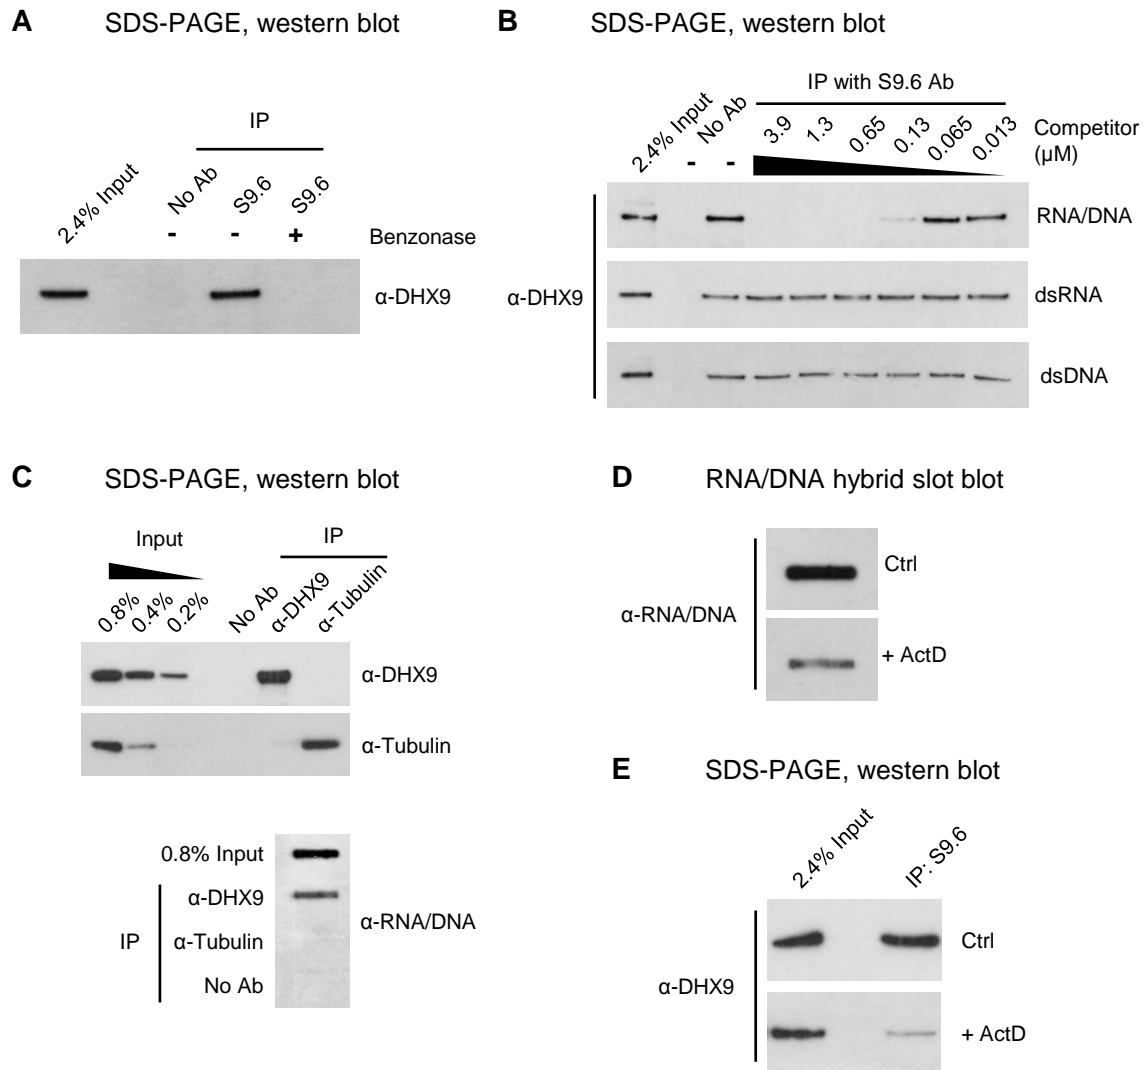 A SDS-PAGE, western blot
IP
2.4% Input
No Ab
S9.6
S9.6
- - + Benzonase
α-DHX9
B SDS-PAGE, western blot
IP with S9.6 Ab
2.4% Input
No Ab
3.9
1.3
0.65
0.13
0.065
0.013
Competitor
(μM)
- -
RNA/DNA
α-DHX9
dsRNA
dsDNA
C SDS-PAGE, western blot
Input
IP
0.8%
0.4%
0.2%
No Ab
α-DHX9
α-Tubulin
α-DHX9
α-Tubulin
0.8% Input
α-DHX9
α-Tubulin
No Ab
IP
α-RNA/DNA
D RNA/DNA hybrid slot blot
Ctrl
α-RNA/DNA
+ ActD
E SDS-PAGE, western blot
2.4% Input
IP: S9.6
Ctrl
α-DHX9
+ ActD